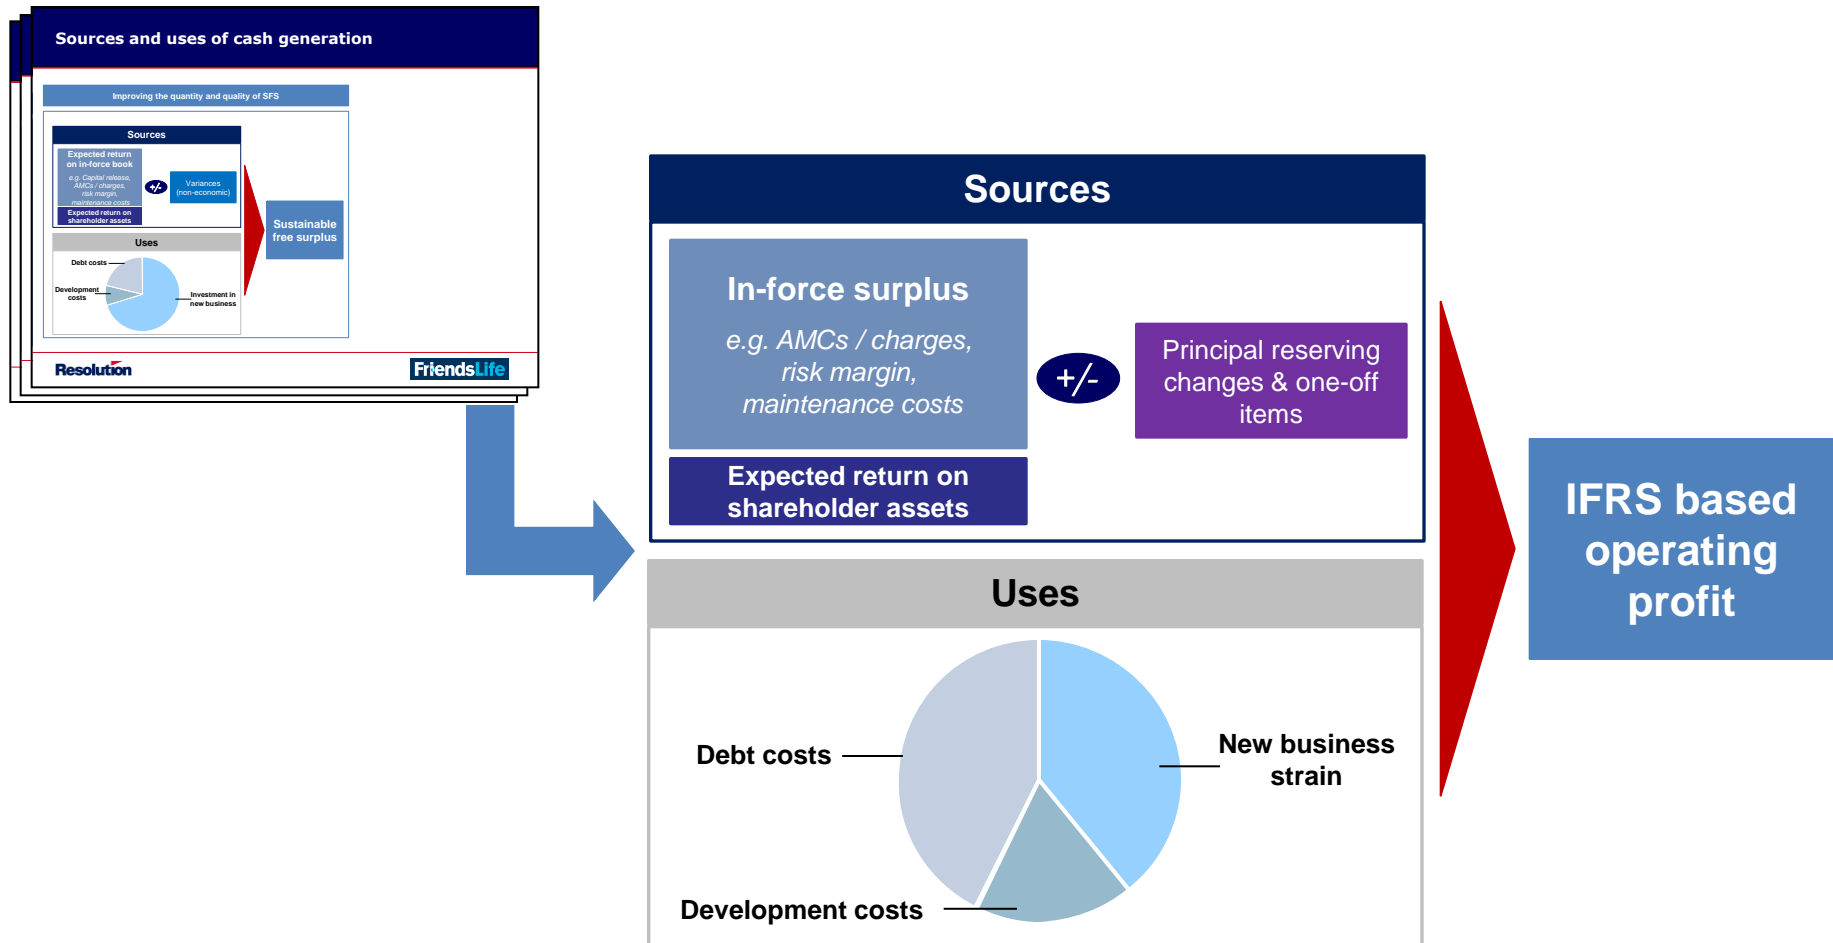 Sources and uses of cash generation
Improving the quantity and quality of SFS
Sources
Expected return
on in-force book
e.g. Capital release,
AMCs / charges,
risk margin,
maintenance costs
+/-
Variances
(non-economic)
Expected return on
shareholder assets
Sustainable
free surplus
Uses
Debt costs
Development
costs
Investment in
new business
Resolution
FriendsLife
Sources
In-force surplus
e.g. AMCs / charges,
risk margin,
maintenance costs
+/-
Principal reserving
changes & one-off
items
Expected return on
shareholder assets
IFRS based
operating
profit
Uses
Debt costs
New business
strain
Development costs